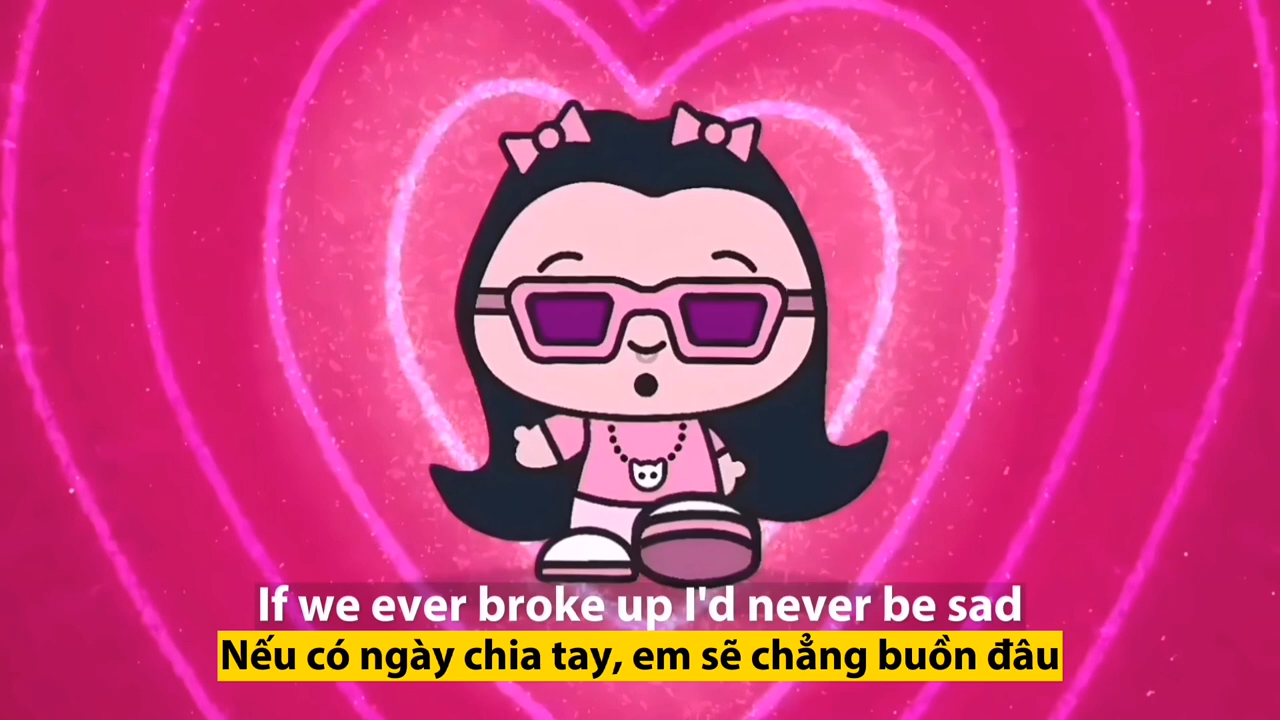 If we ever broke up I'd never be sad
Nếu có ngày chia tay, em sẽ chẳng buồn đâu